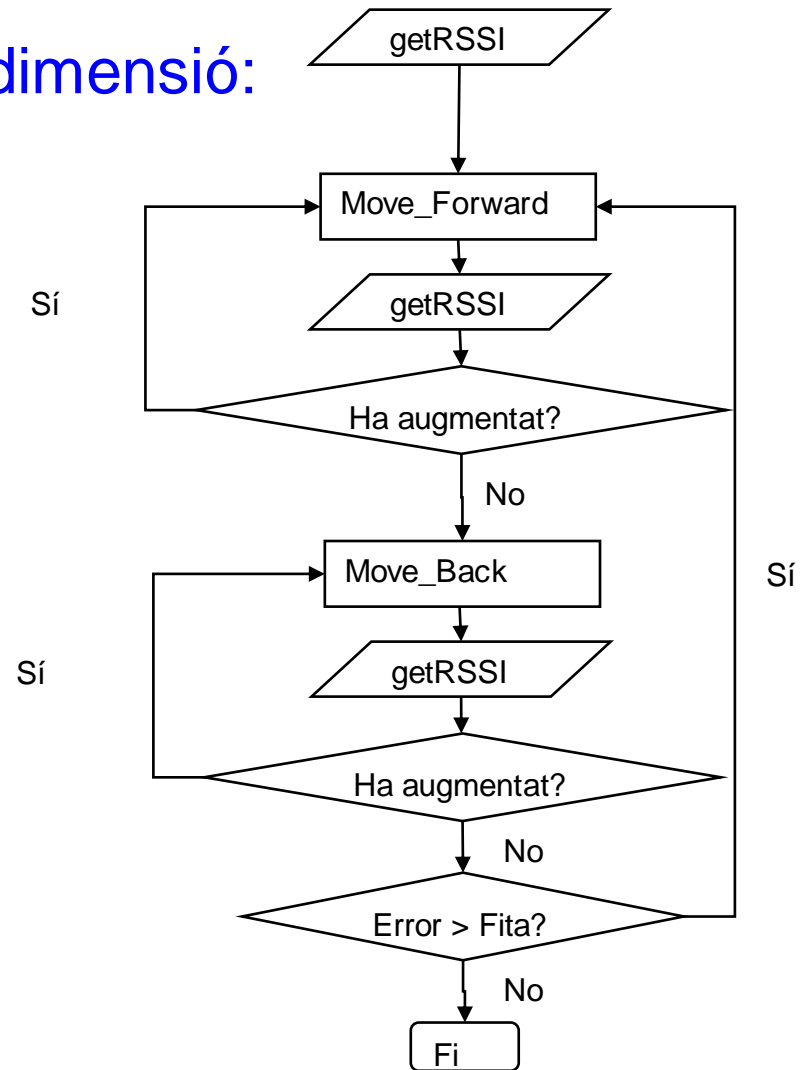 dimensió:
getRSSI
Move_Forward
getRSSI
Sí
Ha augmentat?
No
Move_Back
Sí
getRSSI
Sí
Ha augmentat?
No
Error > Fita?
No
Fi